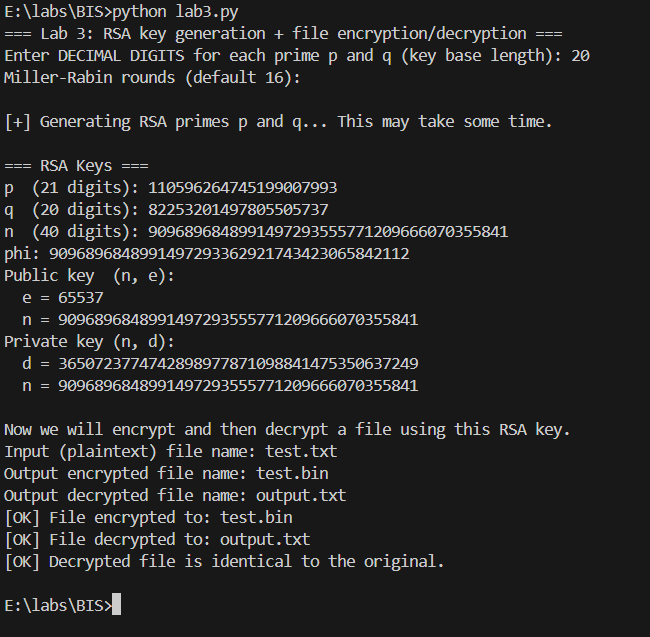 E:\labs\BIS>python lab3.py
=== Lab 3: RSA key generation + file encryption/decryption ===
Enter DECIMAL DIGITS for each prime p and q (key base length): 20
Miller-Rabin rounds (default 16):
[+] Generating RSA primes p and q... This may take some time.
=== RSA Keys ===
p  (21 digits): 110596264745199007993
q  (20 digits): 82253201497805505737
n  (40 digits): 9096896848991497293555771209666070355841
phi: 9096896848991497293362921743423065842112
Public key  (n, e):
  e = 65537
  n = 9096896848991497293555771209666070355841
Private key (n, d):
  d = 3650723774742898977871098841475350637249
  n = 9096896848991497293555771209666070355841
Now we will encrypt and then decrypt a file using this RSA key.
Input (plaintext) file name: test.txt
Output encrypted file name: test.bin
Output decrypted file name: output.txt
[OK] File encrypted to: test.bin
[OK] File decrypted to: output.txt
[OK] Decrypted file is identical to the original.
E:\labs\BIS>